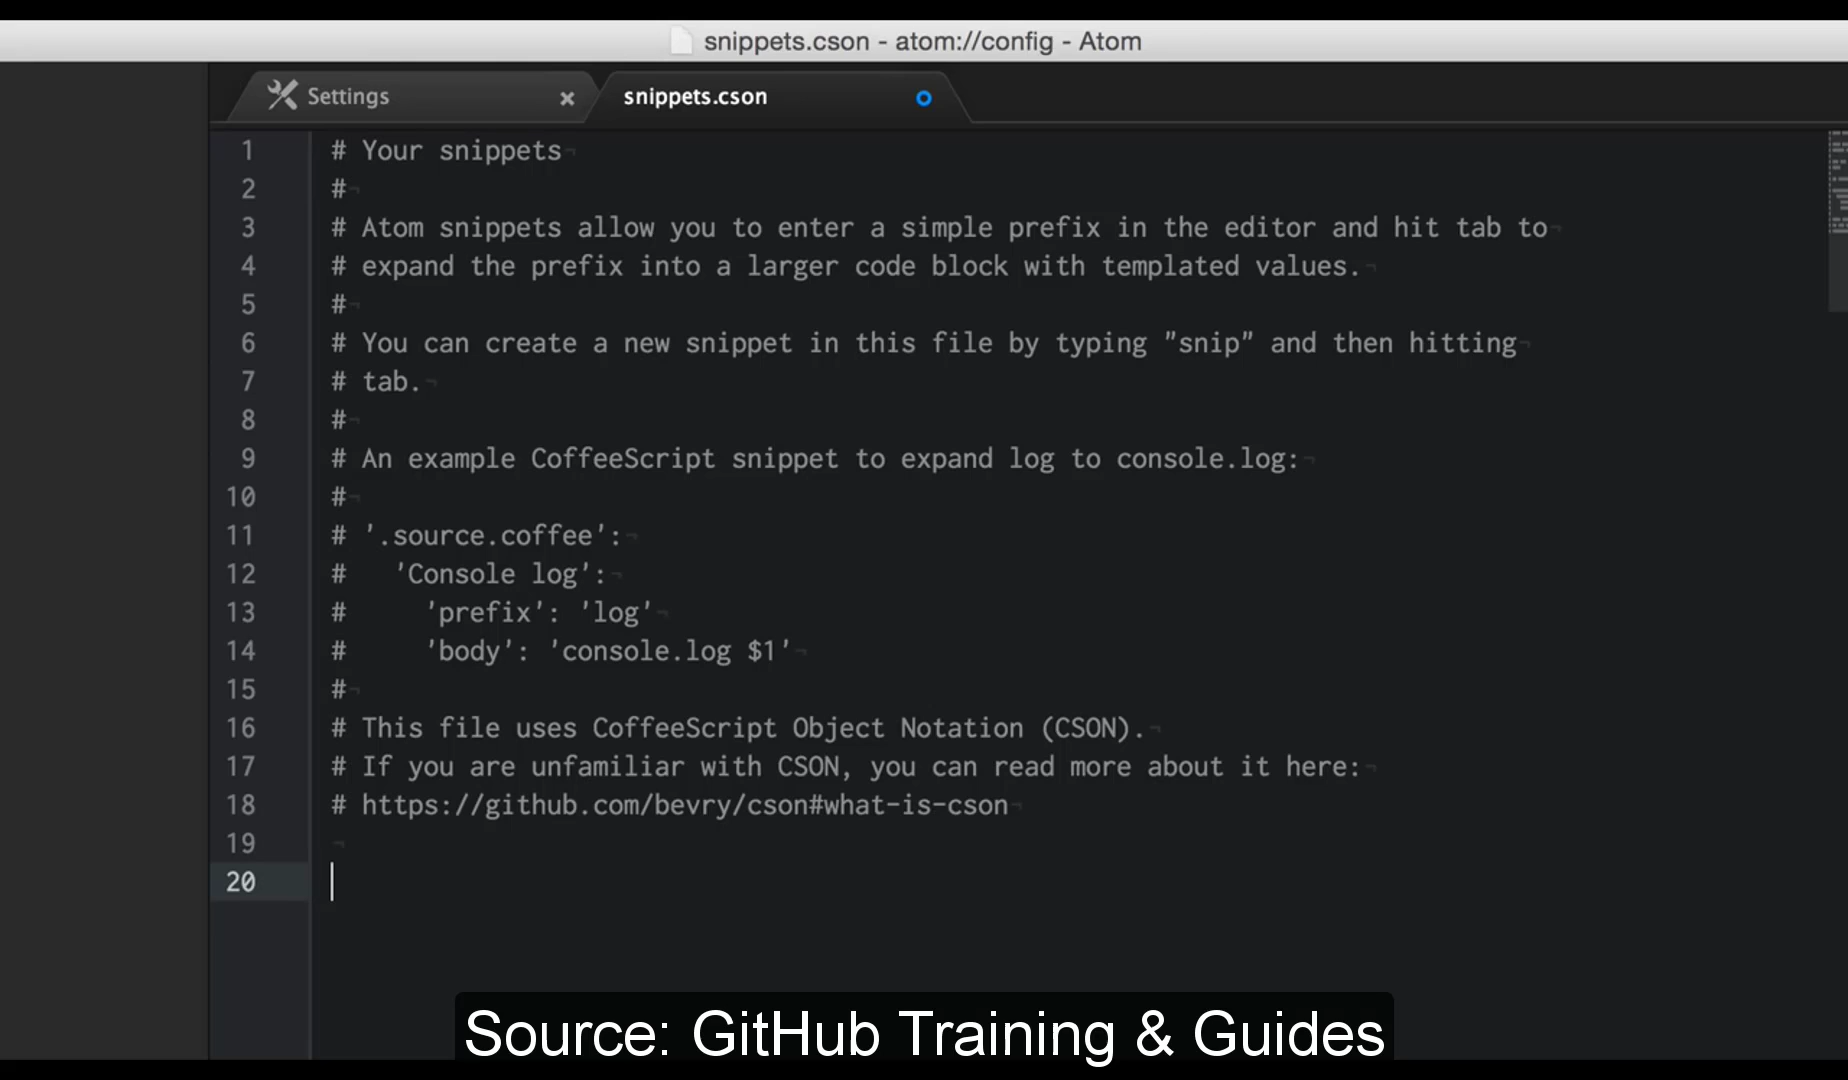 snippets.cson - atom://config - Atom
Settings
snippets.cson
1 # Your snippets
2 #
3 # Atom snippets allow you to enter a simple prefix in the editor and hit tab to
4 # expand the prefix into a larger code block with templated values.
5 #
6 # You can create a new snippet in this file by typing "snip" and then hitting
7 # tab.
8 #
9 # An example CoffeeScript snippet to expand log to console.log:
10 #
11 # '.source.coffee':
12 #   'Console log':
13 #     'prefix': 'log'
14 #     'body': 'console.log $1'
15 #
16 # This file uses CoffeeScript Object Notation (CSON).
17 # If you are unfamiliar with CSON, you can read more about it here:
18 # https://github.com/bevry/cson#what-is-cson
19
20
Source: GitHub Training & Guides